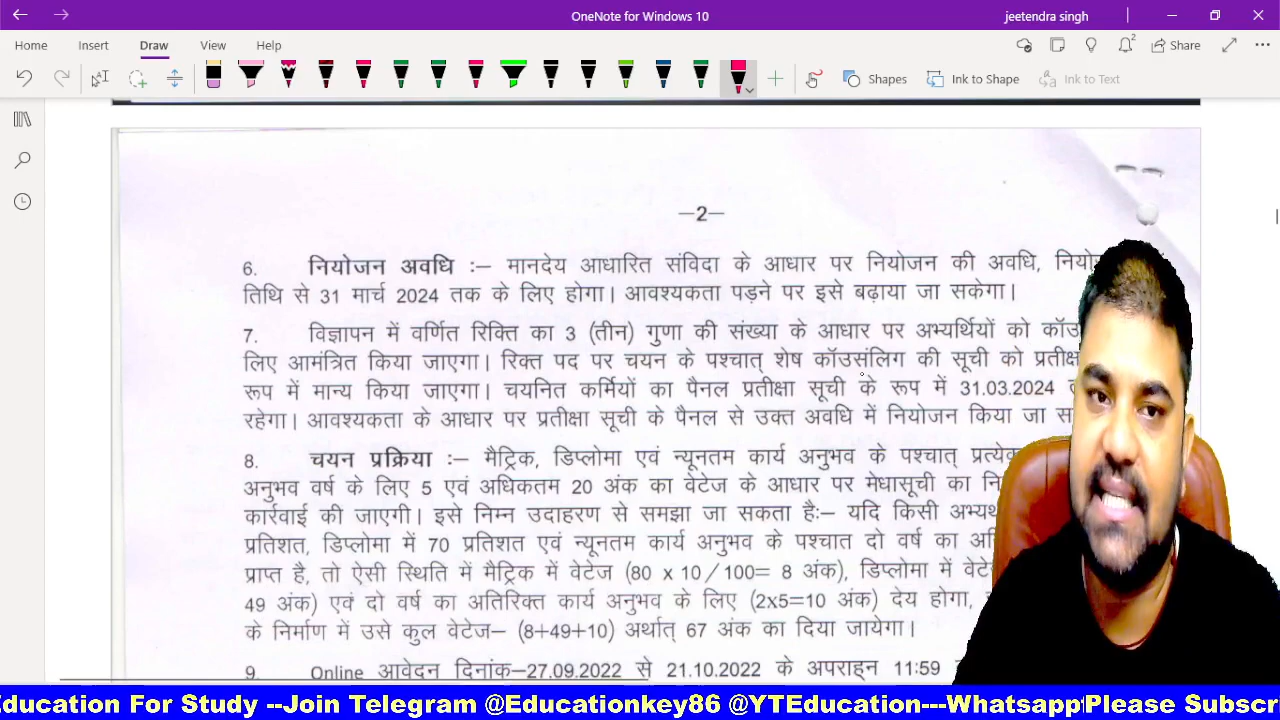 OneNote for Windows 10
jeetendra singh
Home Insert Draw View Help
Share
Shapes
Ink to Shape
Ink to Text
—2—
6. नियोजन अवधि :— मानदेय आधारित संविदा के आधार पर नियोजन की अवधि,
तिथि से 31 मार्च 2024 तक के लिए होगा। आवश्यकता पड़ने पर इसे बढ़ाया जा सकेगा।
7. विज्ञापन में वर्णित रिक्ति का 3 (तीन) गुणा की संख्या के आधार पर अभ्यर्थियों को
लिए आमंत्रित किया जाएगा। रिक्त पद पर चयन के पश्चात् शेष कॉउसंलिग की सूची को
रूप में मान्य किया जाएगा। चयनित कर्मियों का पैनल प्रतीक्षा सूची के रूप में 31.03.2024
रहेगा। आवश्यकता के आधार पर प्रतीक्षा सूची के पैनल से उक्त अवधि में नियोजन किया जा
8. चयन प्रक्रिया :— मैट्रिक, डिप्लोमा एवं न्यूनतम कार्य अनुभव के पश्चात्
अनुभव वर्ष के लिए 5 एवं अधिकतम 20 अंक का वेटेज के आधार पर मेधासूची का
कार्रवाई की जाएगी। इसे निम्न उदाहरण से समझा जा सकता हैः— यदि किसी
प्रतिशत, डिप्लोमा में 70 प्रतिशत एवं न्यूनतम कार्य अनुभव के पश्चात दो वर्ष का
प्राप्त है, तो ऐसी स्थिति में मैट्रिक में वेटेज (80 x 10/100= 8 अंक), डिप्लोमा में
49 अंक) एवं दो वर्ष का अतिरिक्त कार्य अनुभव के लिए (2x5=10 अंक) देय होगा,
के निर्माण में उसे कुल वेटेज— (8+49+10) अर्थात् 67 अंक का दिया जायेगा।
9. Online आवेदन दिनांक—27.09.2022 से 21.10.2022 के अपराह्न 11:59
Education For Study --Join Telegram @Educationkey86 @YTEducation---Whatsapp Please